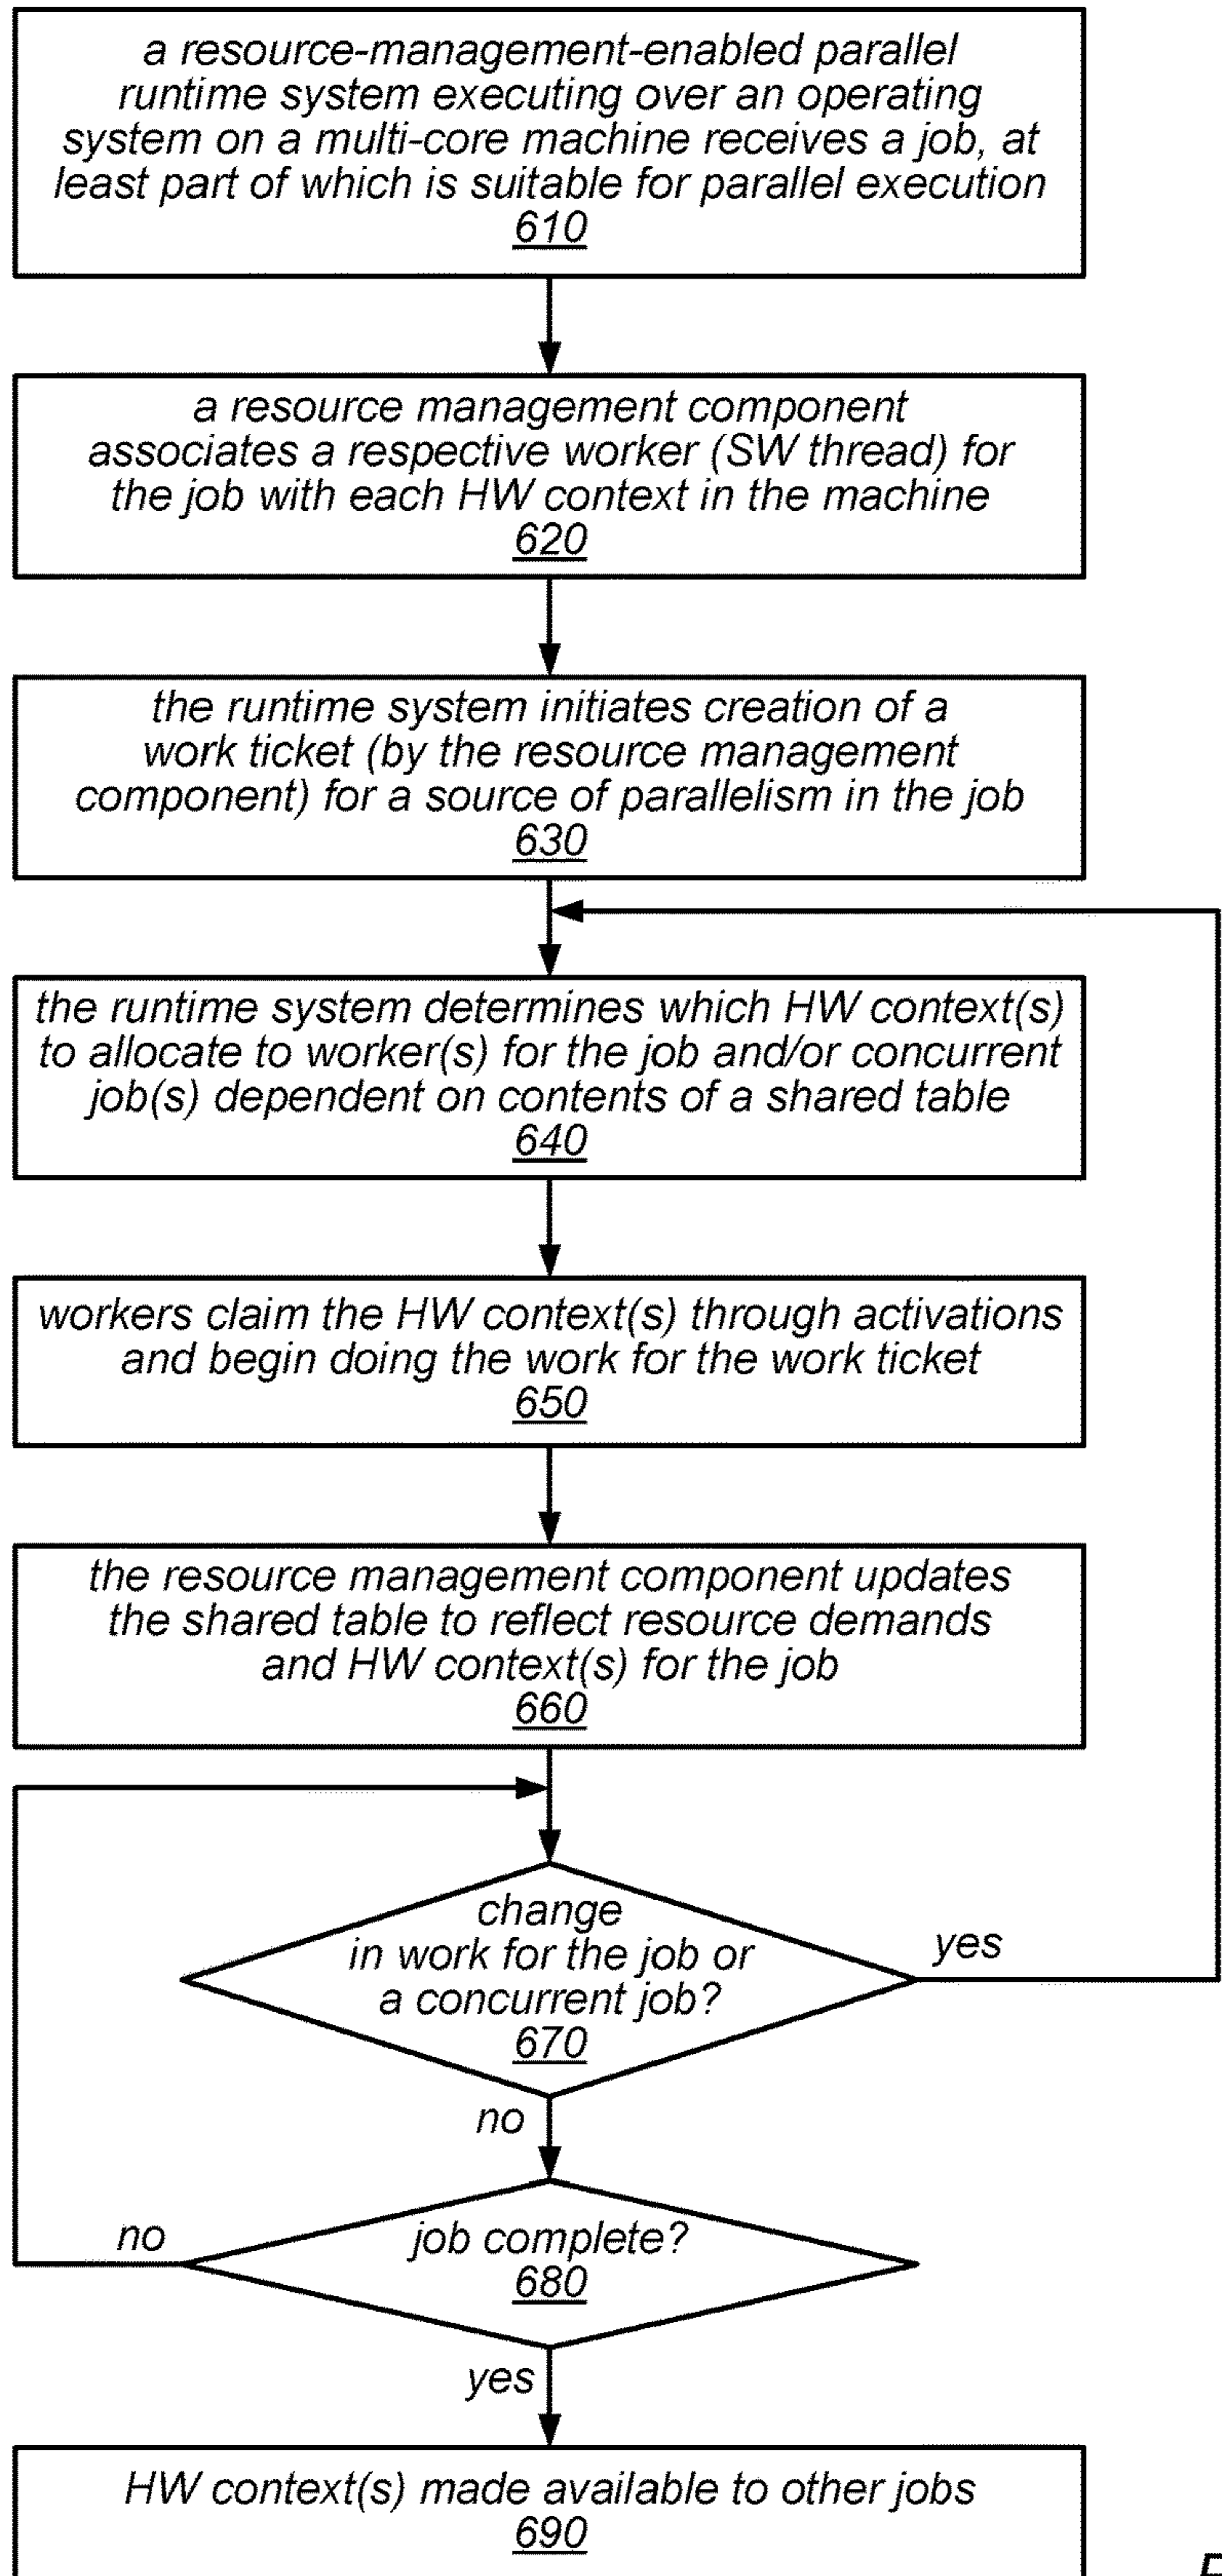 a resource-management-enabled parallel
runtime system executing over an operating
system on a multi-core machine receives a job, at
least part of which is suitable for parallel execution
610
a resource management component
associates a respective worker (SW thread) for
the job with each HW context in the machine
620
the runtime system initiates creation of a
work ticket (by the resource management
component) for a source of parallelism in the job
630
the runtime system determines which HW context(s)
to allocate to worker(s) for the job and/or concurrent
job(s) dependent on contents of a shared table
640
workers claim the HW context(s) through activations
and begin doing the work for the work ticket
650
the resource management component updates
the shared table to reflect resource demands
and HW context(s) for the job
660
change
in work for the job or
a concurrent job?
670
yes
no
job complete?
680
no
yes
HW context(s) made available to other jobs
690